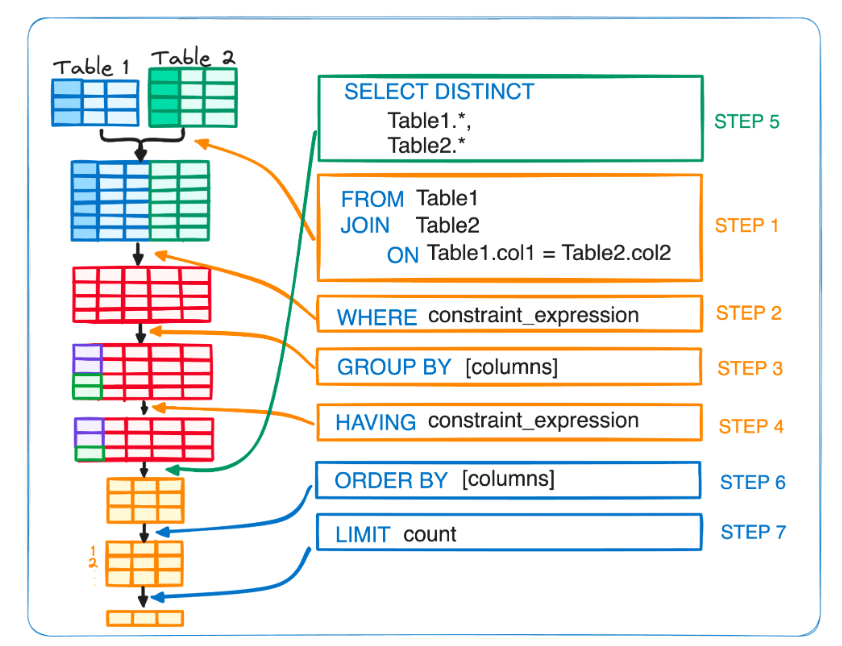 Table 1
Table 2
SELECT DISTINCT
Table1.*,
Table2.*
STEP 5
FROM Table1
JOIN Table2
ON Table1.col1 = Table2.col2
STEP 1
WHERE constraint_expression
STEP 2
GROUP BY [columns]
STEP 3
HAVING constraint_expression
STEP 4
ORDER BY [columns]
STEP 6
LIMIT count
STEP 7
1
2